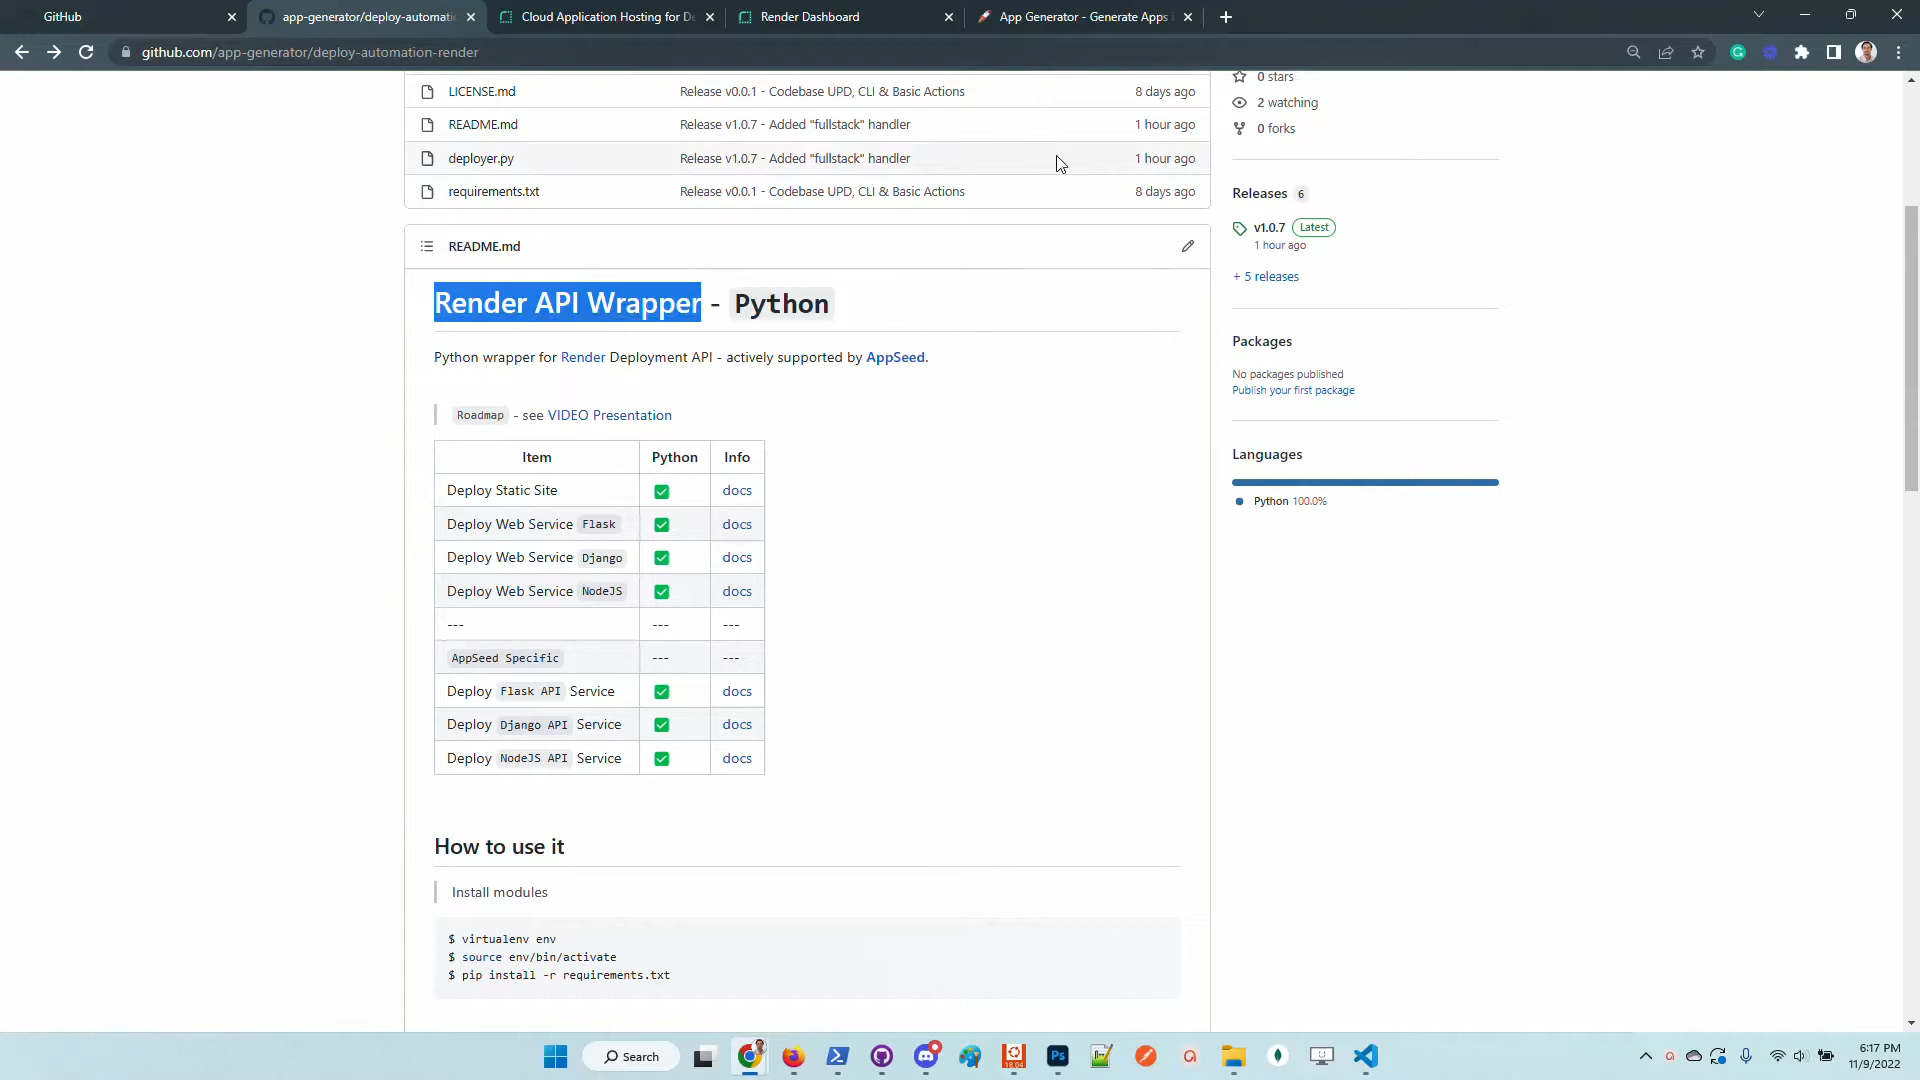 GitHub
app-generator/deploy-automatic
Cloud Application Hosting for De
Render Dashboard
App Generator - Generate Apps
github.com/app-generator/deploy-automation-render
LICENSE.md Release v0.0.1 - Codebase UPD, CLI & Basic Actions 8 days ago
README.md Release v1.0.7 - Added "fullstack" handler 1 hour ago
deployer.py Release v1.0.7 - Added "fullstack" handler 1 hour ago
requirements.txt Release v0.0.1 - Codebase UPD, CLI & Basic Actions 8 days ago
README.md
Render API Wrapper - Python
Python wrapper for Render Deployment API - actively supported by AppSeed.
Roadmap - see VIDEO Presentation
Item Python Info
Deploy Static Site ✅ docs
Deploy Web Service Flask ✅ docs
Deploy Web Service Django ✅ docs
Deploy Web Service NodeJS ✅ docs
--- --- ---
AppSeed Specific --- ---
Deploy Flask API Service ✅ docs
Deploy Django API Service ✅ docs
Deploy NodeJS API Service ✅ docs
How to use it
Install modules
$ virtualenv env
$ source env/bin/activate
$ pip install -r requirements.txt
0 stars
2 watching
0 forks
Releases 6
v1.0.7 Latest
1 hour ago
+ 5 releases
Packages
No packages published
Publish your first package
Languages
Python 100.0%
Search
Ps
18.04
6:17 PM
11/9/2022